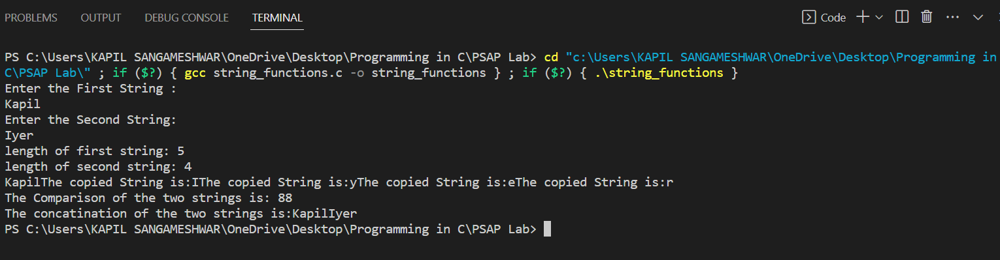 PROBLEMS OUTPUT DEBUG CONSOLE TERMINAL Code
PS C:\Users\KAPIL SANGAMESHWAR\OneDrive\Desktop\Programming in C\PSAP Lab> cd "c:\Users\KAPIL SANGAMESHWAR\OneDrive\Desktop\Programming in
C\PSAP Lab\" ; if ($?) { gcc string_functions.c -o string_functions } ; if ($?) { .\string_functions }
Enter the First String :
Kapil
Enter the Second String:
Iyer
length of first string: 5
length of second string: 4
KapilThe copied String is:IThe copied String is:yThe copied String is:eThe copied String is:r
The Comparison of the two strings is: 88
The concatination of the two strings is:KapilIyer
PS C:\Users\KAPIL SANGAMESHWAR\OneDrive\Desktop\Programming in C\PSAP Lab>